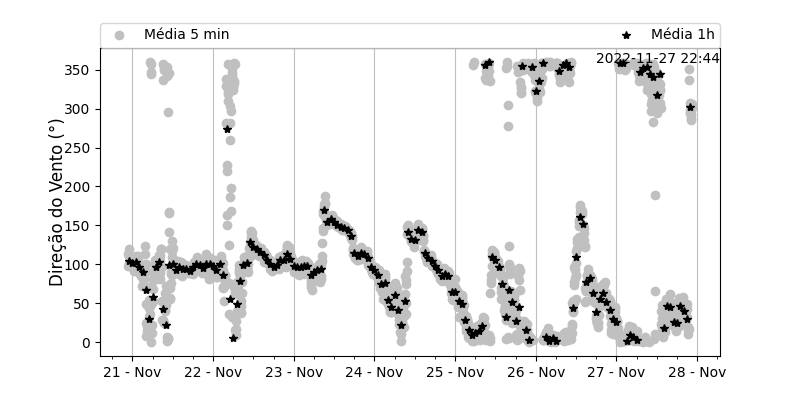 Média 5 min
Média 1h
2022-11-27 22:44
Direção do Vento (°)
350
300
250
200
150
100
50
0
21 - Nov
22 - Nov
23 - Nov
24 - Nov
25 - Nov
26 - Nov
27 - Nov
28 - Nov